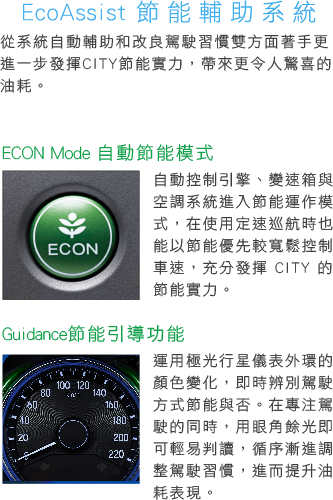 EcoAssist 節能輔助系統
從系統自動輔助和改良駕駛習慣雙方面著手更
進一步發揮CITY節能實力，帶來更令人驚喜的
油耗。
ECON Mode 自動節能模式
自動控制引擎、變速箱與
空調系統進入節能運作模
式，在使用定速巡航時也
能以節能優先較寬鬆控制
車速，充分發揮 CITY 的
節能實力。
ECON
Guidance節能引導功能
運用極光行星儀表外環的
顏色變化，即時辨別駕駛
方式節能與否。在專注駕
駛的同時，用眼角餘光即
可輕易判讀，循序漸進調
整駕駛習慣，進而提升油
耗表現。
0
20
40
60
80
100
120
140
160
180
200
220